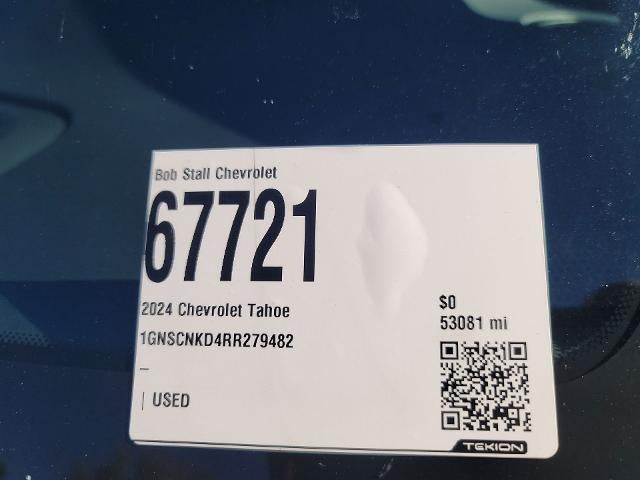 Bob Stall Chevrolet
67721
2024 Chevrolet Tahoe
1GNSCNKD4RR279482
–
| USED
$0
53081 mi
TEKION